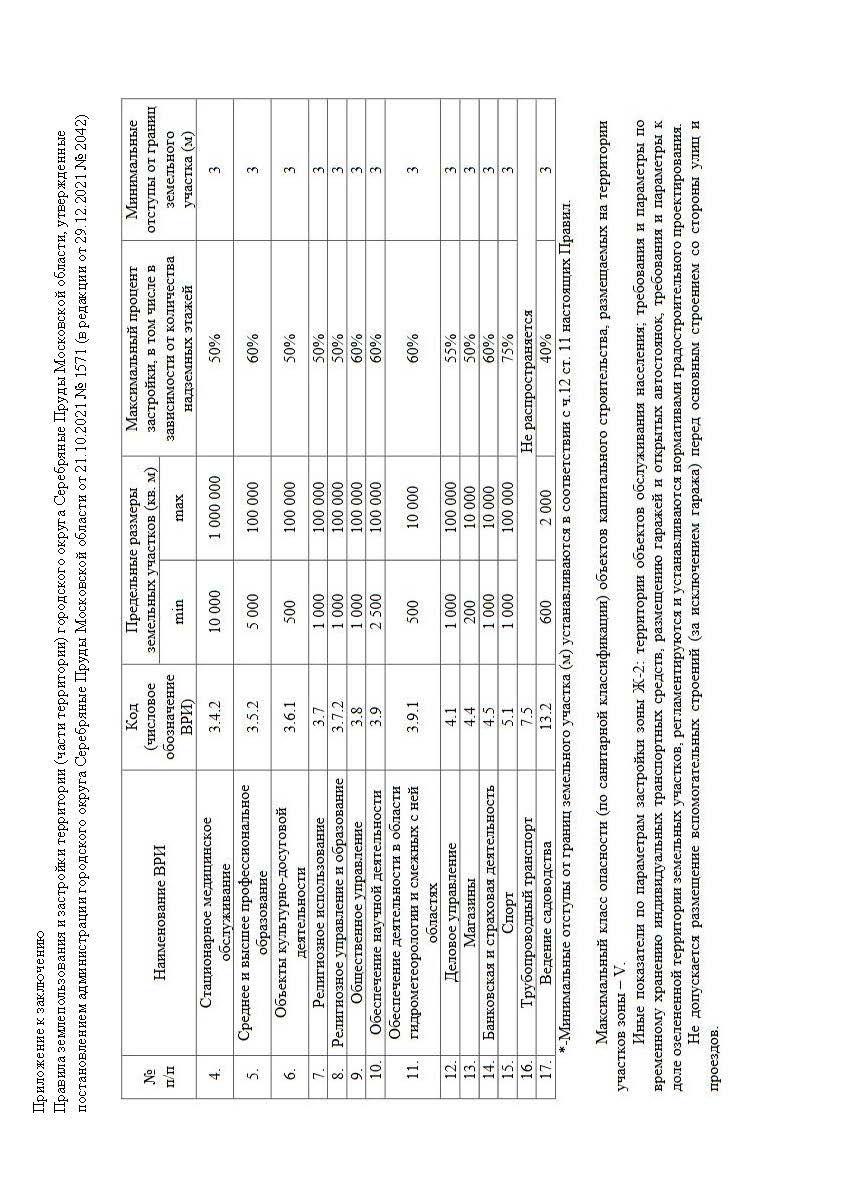 Приложение к заключению
Правила землепользования и застройки территории (части территории) городского округа Серебряные Пруды Московской области, утвержденные
постановлением администрации городского округа Серебряные Пруды Московской области от 21.10.2021 № 1571 (в редакции от 29.12.2021 № 2042)
№ п/п | Наименование ВРИ | Код (числовое обозначение ВРИ) | Предельные размеры земельных участков (кв. м) min | max | Максимальный процент застройки, в том числе в зависимости от количества надземных этажей | Минимальные отступы от границ земельного участка (м)
4. | Стационарное медицинское обслуживание | 3.4.2 | 10 000 | 1 000 000 | 50% | 3
5. | Среднее и высшее профессиональное образование | 3.5.2 | 5 000 | 100 000 | 60% | 3
6. | Объекты культурно-досуговой деятельности | 3.6.1 | 500 | 100 000 | 50% | 3
7. | Религиозное использование | 3.7 | 1 000 | 100 000 | 50% | 3
8. | Религиозное управление и образование | 3.7.2 | 1 000 | 100 000 | 50% | 3
9. | Общественное управление | 3.8 | 1 000 | 100 000 | 60% | 3
10. | Обеспечение научной деятельности | 3.9 | 2 500 | 100 000 | 60% | 3
11. | Обеспечение деятельности в области гидрометеорологии и смежных с ней областях | 3.9.1 | 500 | 10 000 | 60% | 3
12. | Деловое управление | 4.1 | 1 000 | 100 000 | 55% | 3
13. | Магазины | 4.4 | 200 | 10 000 | 50% | 3
14. | Банковская и страховая деятельность | 4.5 | 1 000 | 10 000 | 60% | 3
15. | Спорт | 5.1 | 1 000 | 100 000 | 75% | 3
16. | Трубопроводный транспорт | 7.5 | Не распространяется
17. | Ведение садоводства | 13.2 | 600 | 2 000 | 40% | 3
*-Минимальные отступы от границ земельного участка (м) устанавливаются в соответствии с ч.12 ст. 11 настоящих Правил.
Максимальный класс опасности (по санитарной классификации) объектов капитального строительства, размещаемых на территории
участков зоны – V.
Иные показатели по параметрам застройки зоны Ж-2: территории объектов обслуживания населения; требования и параметры по
временному хранению индивидуальных транспортных средств, размещению гаражей и открытых автостоянок, требования и параметры к
доле озелененной территории земельных участков, регламентируются и устанавливаются нормативами градостроительного проектирования.
Не допускается размещение вспомогательных строений (за исключением гаража) перед основным строением со стороны улиц и
проездов.